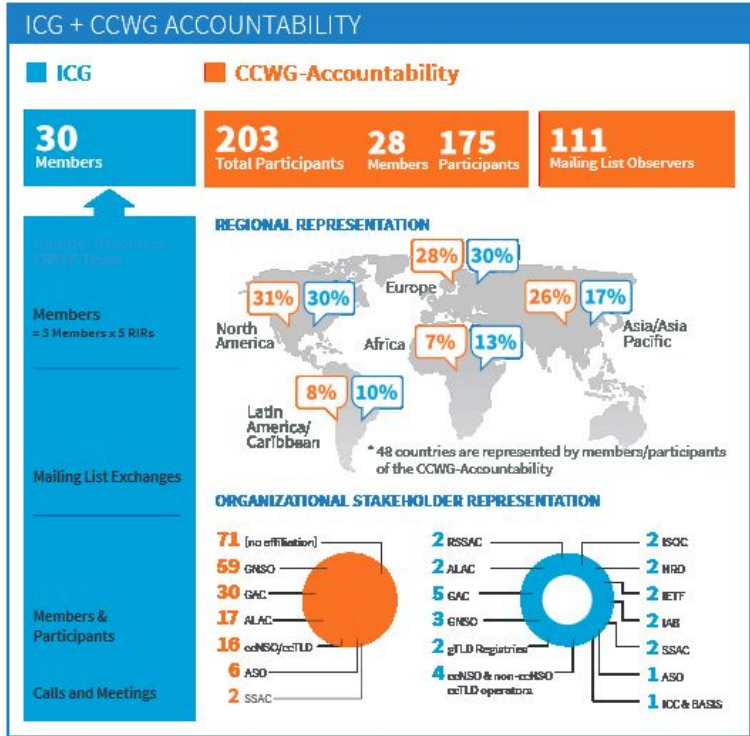 ICG + CCWG ACCOUNTABILITY
ICG
CCWG-Accountability
30
Members
203
Total Participants
28
Members
175
Participants
111
Mailing List Observers
Number Resources
CRISP Team
Members
= 3 Members x 5 RIRs
Mailing List Exchanges
Members &
Participants
Calls and Meetings
REGIONAL REPRESENTATION
28% 30%
Europe
31% 30%
North
America
26% 17%
Asia/Asia
Pacific
Africa
7% 13%
8% 10%
Latin
America/
Caribbean
* 48 countries are represented by members/participants
of the CCWG-Accountability
ORGANIZATIONAL STAKEHOLDER REPRESENTATION
71 [no affiliation]
59 GNSO
30 GAC
17 ALAC
16 ccNSO/ccTLD
6 ASO
2 SSAC
2 RSSAC
2 ALAC
5 GAC
3 GNSO
2 gTLD Registries
4 ccNSO & non-ccNSO
ccTLD operators
2 ISOC
2 NRO
2 IETF
2 IAB
2 SSAC
1 ASO
1 ICC & BASIS